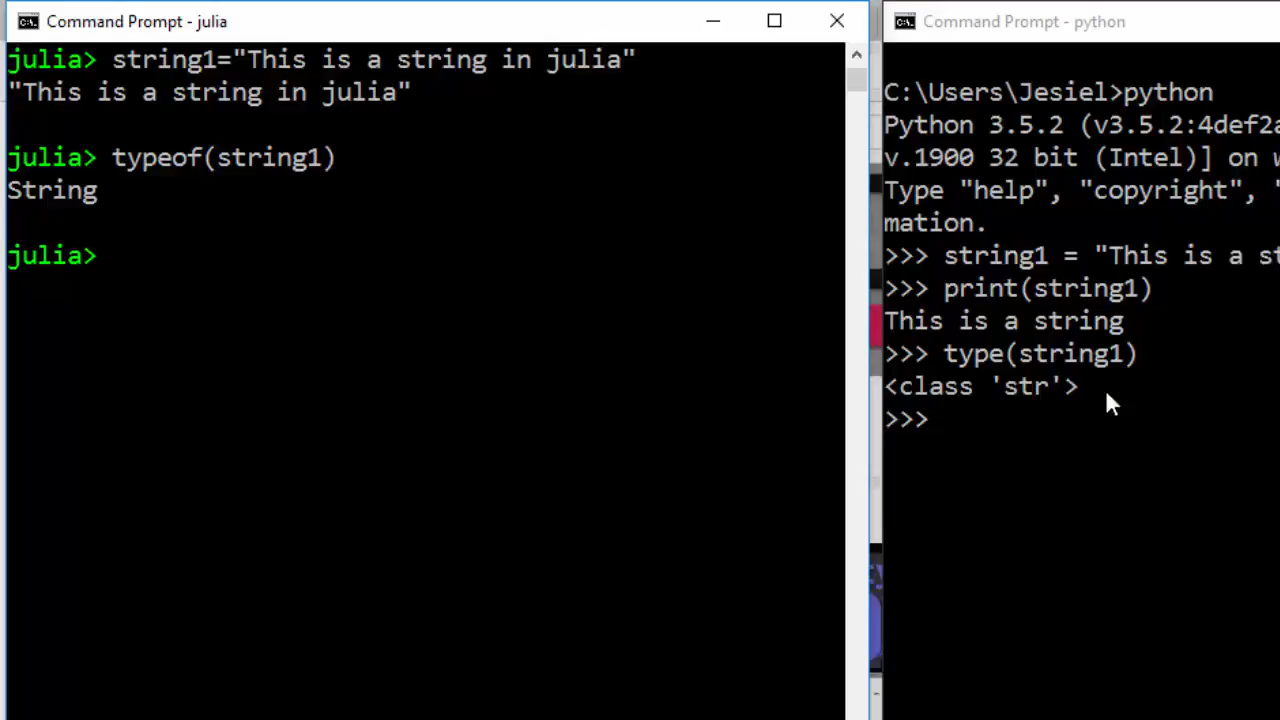 Command Prompt - julia
julia> string1="This is a string in julia"
"This is a string in julia"
julia> typeof(string1)
String
julia>
Command Prompt - python
C:\Users\Jesiel>python
Python 3.5.2 (v3.5.2:4def2a
v.1900 32 bit (Intel)] on
Type "help", "copyright", "
mation.
>>> string1 = "This is a st
>>> print(string1)
This is a string
>>> type(string1)
<class 'str'>
>>>